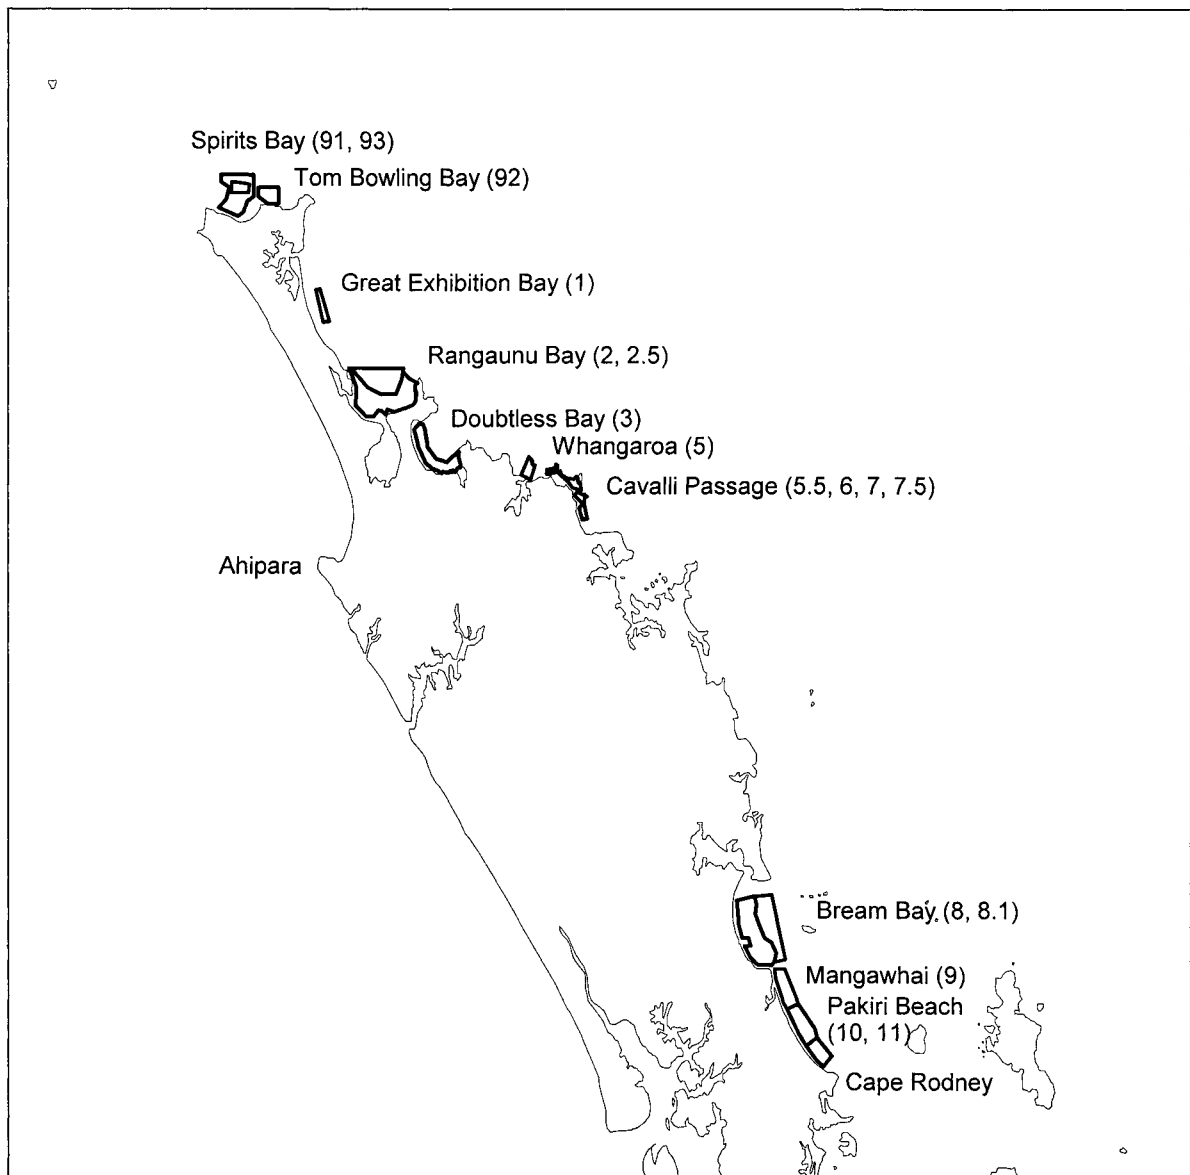 Spirits Bay (91, 93)
Tom Bowling Bay (92)
Great Exhibition Bay (1)
Rangaunu Bay (2, 2.5)
Doubtless Bay (3)
Whangaroa (5)
Cavalli Passage (5.5, 6, 7, 7.5)
Ahipara
Bream Bay (8, 8.1)
Mangawhai (9)
Pakiri Beach
(10, 11)
Cape Rodney